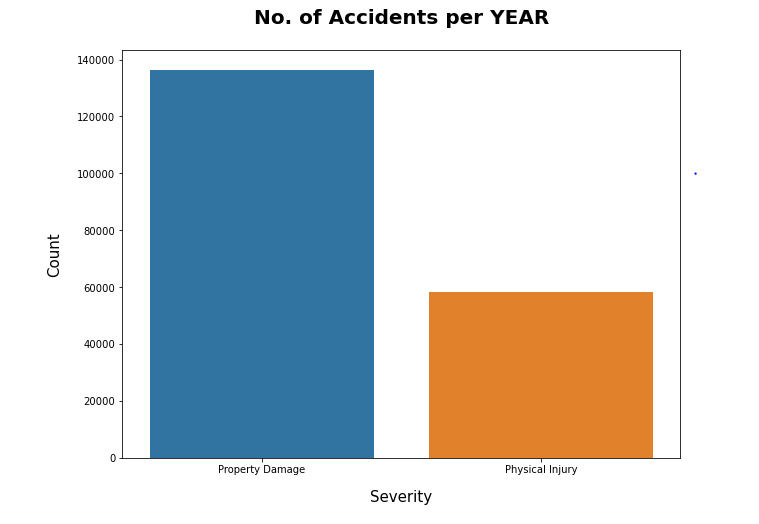 No. of Accidents per YEAR
140000
120000
100000
80000
60000
40000
20000
0
Count
Property Damage
Physical Injury
Severity